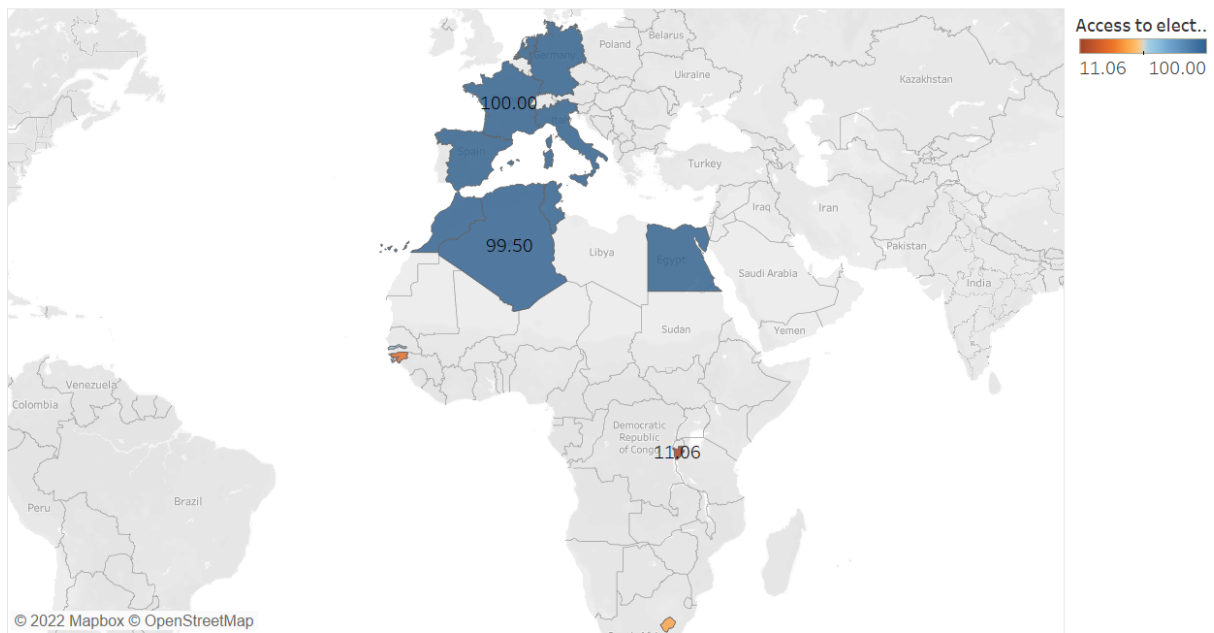 Access to elect..
11.06 100.00
Poland
Belarus
Germany
Ukraine
Kazakhstan
100.00
Spain
Turkey
99.50
Libya
Egypt
Iraq
Iran
Pakistan
Saudi Arabia
India
Sudan
Yemen
Venezuela
Colombia
Democratic
Republic
of Congo
11.06
Peru
Brazil
© 2022 Mapbox © OpenStreetMap